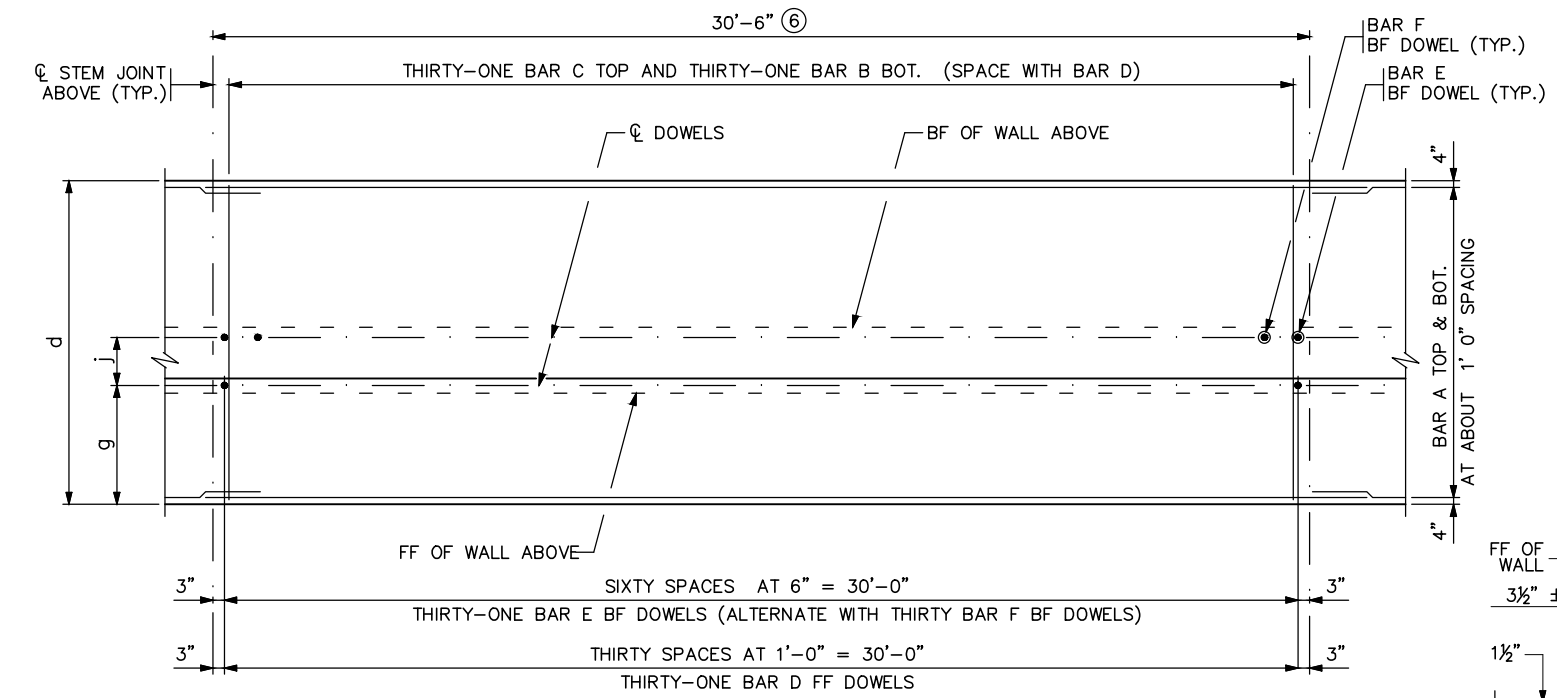 30'-6" ⑥
BAR F
BF DOWEL (TYP.)
℄ STEM JOINT
ABOVE (TYP.)
THIRTY-ONE BAR C TOP AND THIRTY-ONE BAR B BOT. (SPACE WITH BAR D)
BAR E
BF DOWEL (TYP.)
℄ DOWELS
BF OF WALL ABOVE
4"
d
j
g
BAR A TOP & BOT.
AT ABOUT 1' 0" SPACING
4"
FF OF WALL ABOVE
FF OF
WALL
3" SIXTY SPACES AT 6" = 30'-0" 3"
THIRTY-ONE BAR E BF DOWELS (ALTERNATE WITH THIRTY BAR F BF DOWELS)
3½" ±
3" THIRTY SPACES AT 1'-0" = 30'-0" 3"
1½"
THIRTY-ONE BAR D FF DOWELS